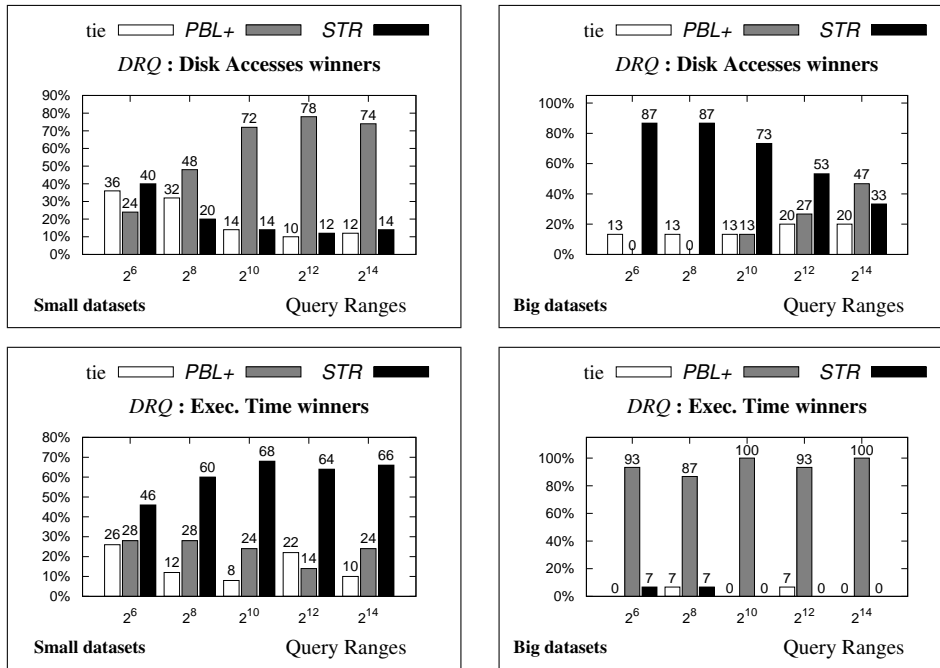 tie PBL+ STR
DRQ : Disk Accesses winners
90%
80%
70%
60%
50%
40%
30%
20%
10%
0%
36 24 40 32 48 20 14 72 14 10 78 12 12 74 14
2^6 2^8 2^10 2^12 2^14
Small datasets Query Ranges
tie PBL+ STR
DRQ : Disk Accesses winners
100%
80%
60%
40%
20%
0%
13 0 87 13 0 87 13 13 73 20 27 53 20 47 33
2^6 2^8 2^10 2^12 2^14
Big datasets Query Ranges
tie PBL+ STR
DRQ : Exec. Time winners
80%
70%
60%
50%
40%
30%
20%
10%
0%
26 28 46 12 28 60 8 24 68 22 14 64 10 24 66
2^6 2^8 2^10 2^12 2^14
Small datasets Query Ranges
tie PBL+ STR
DRQ : Exec. Time winners
100%
80%
60%
40%
20%
0%
0 93 7 7 87 7 0 100 0 7 93 0 0 100 0
2^6 2^8 2^10 2^12 2^14
Big datasets Query Ranges